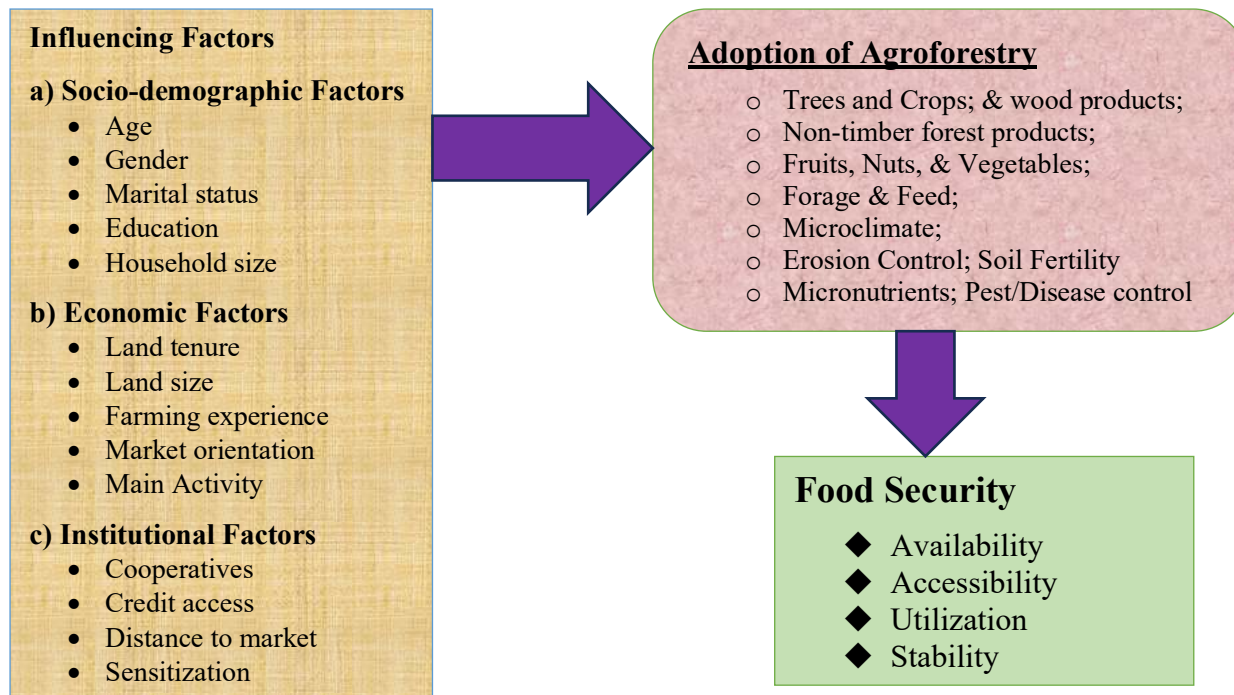 Influencing Factors
a) Socio-demographic Factors
• Age
• Gender
• Marital status
• Education
• Household size
b) Economic Factors
• Land tenure
• Land size
• Farming experience
• Market orientation
• Main Activity
c) Institutional Factors
• Cooperatives
• Credit access
• Distance to market
• Sensitization
Adoption of Agroforestry
o Trees and Crops; & wood products;
o Non-timber forest products;
o Fruits, Nuts, & Vegetables;
o Forage & Feed;
o Microclimate;
o Erosion Control; Soil Fertility
o Micronutrients; Pest/Disease control
Food Security
◆ Availability
◆ Accessibility
◆ Utilization
◆ Stability